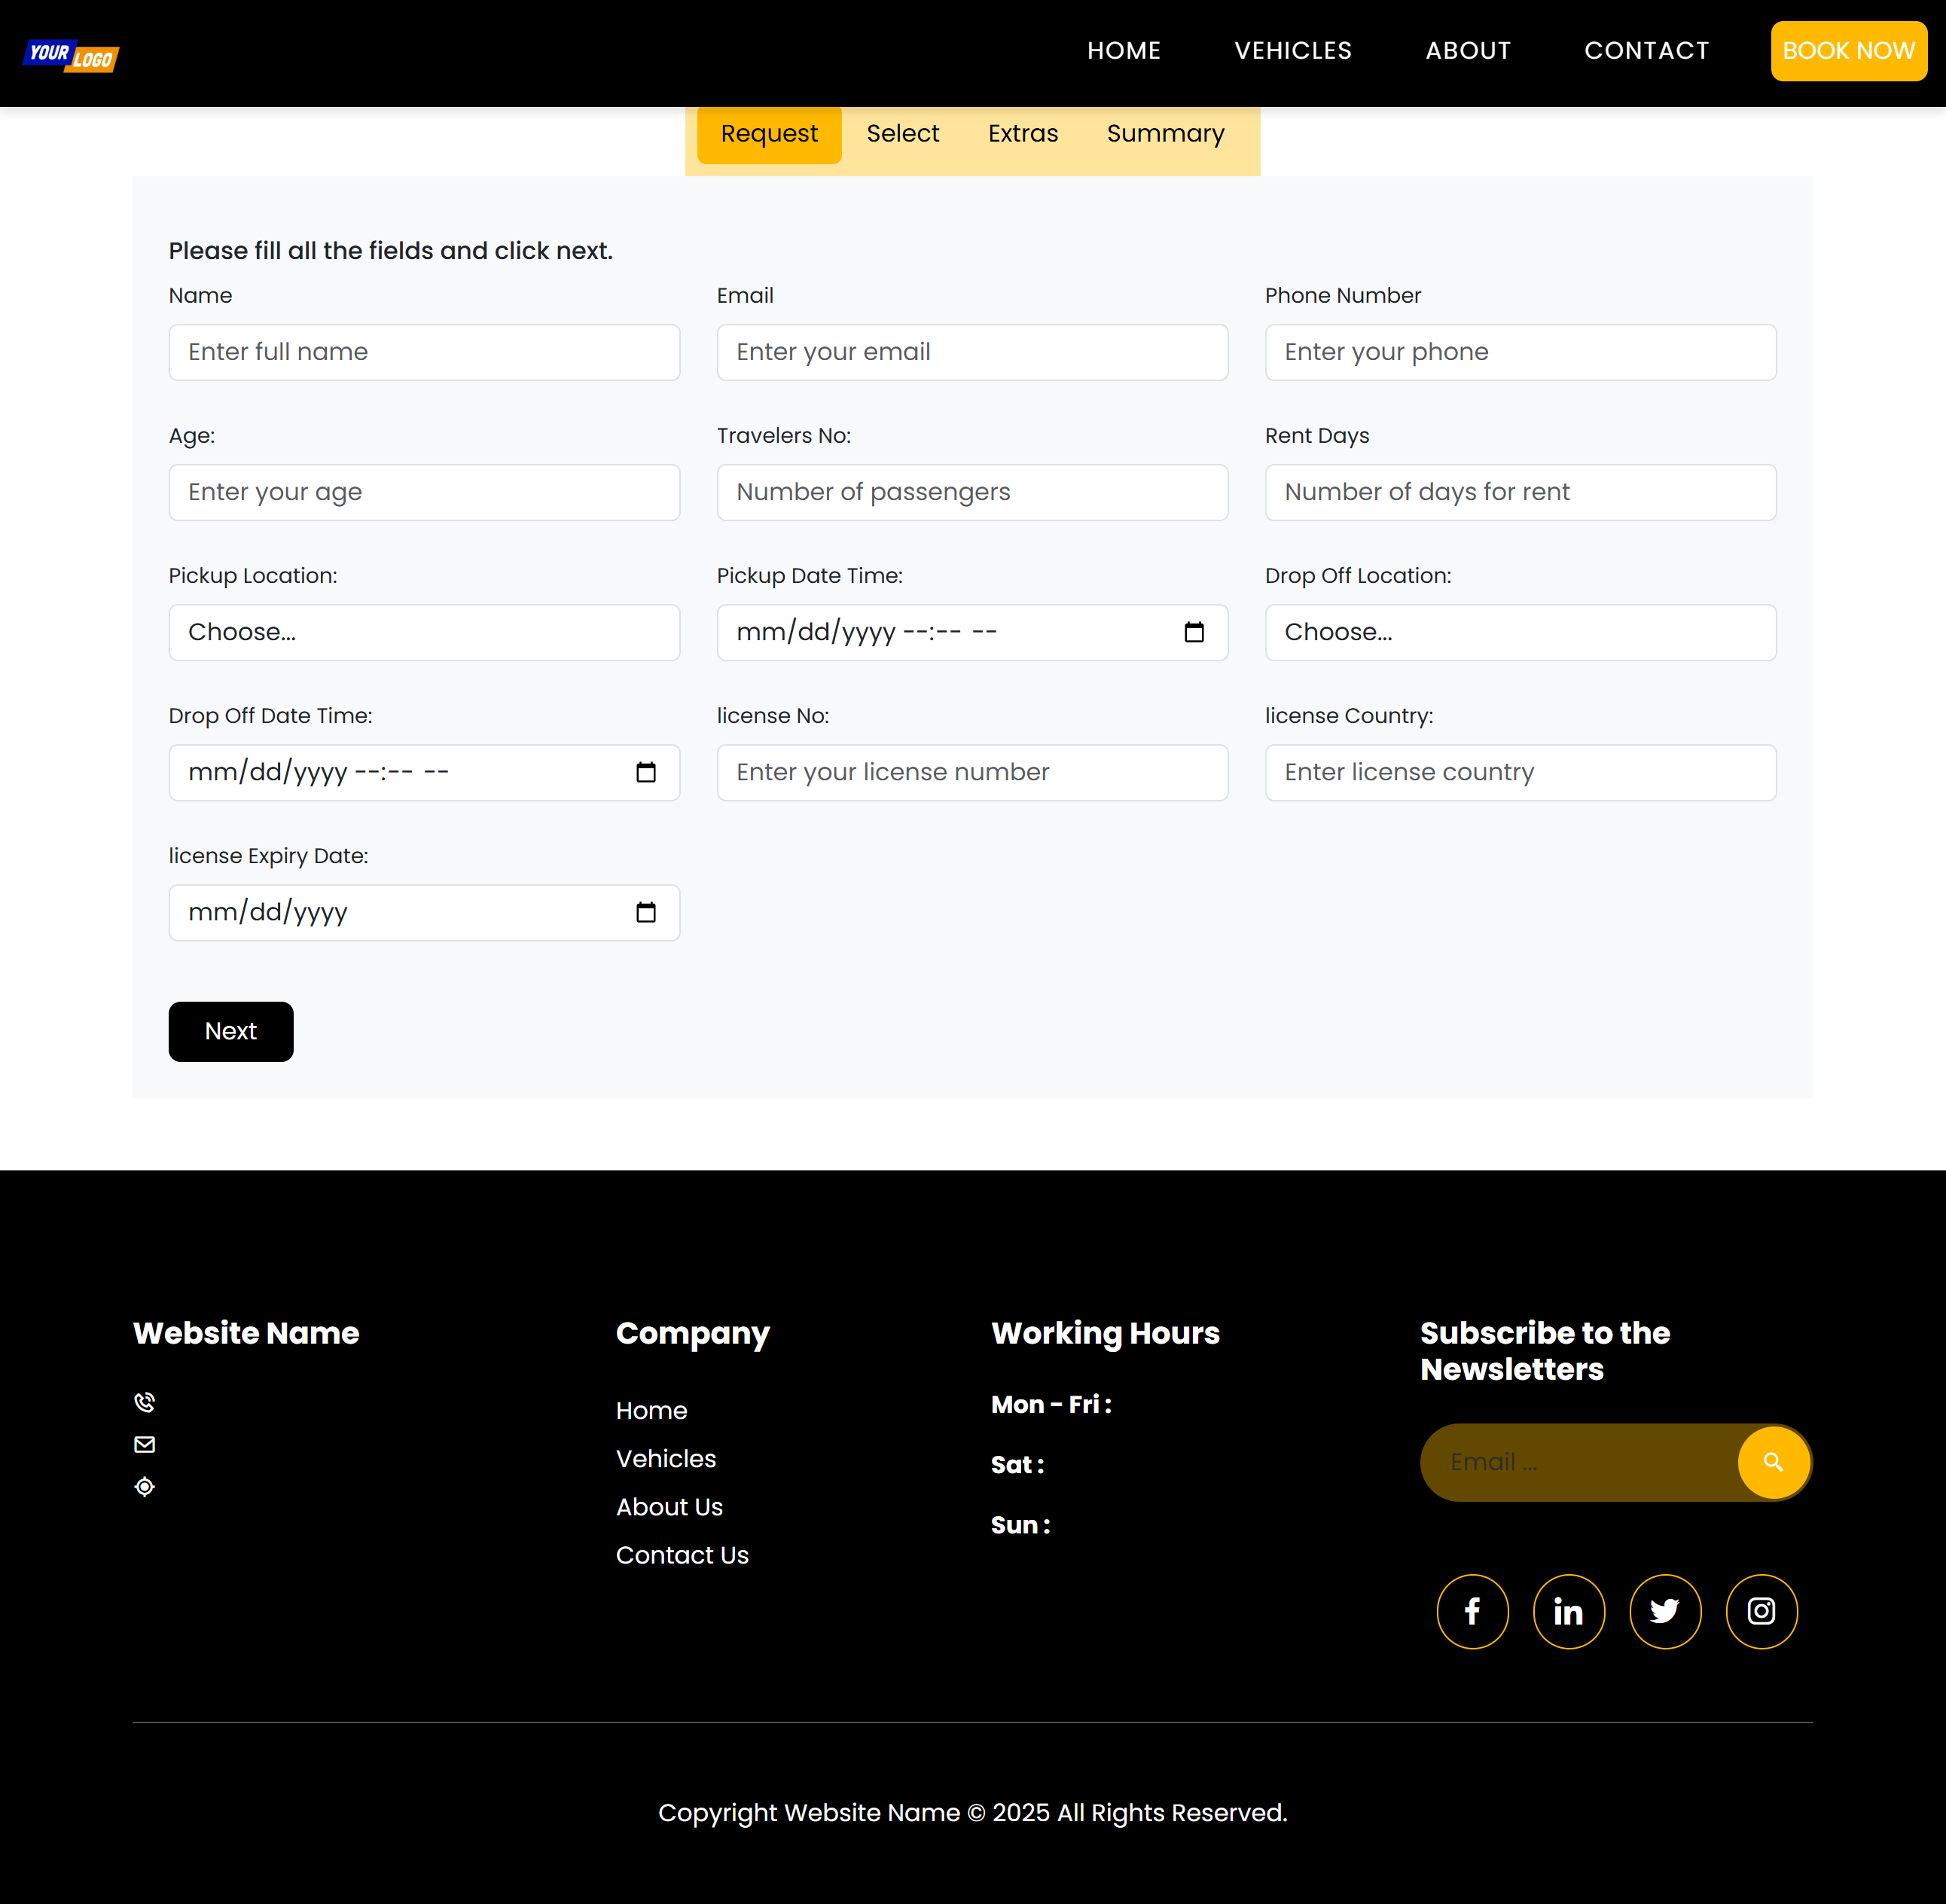 YOUR LOGO
HOME VEHICLES ABOUT CONTACT BOOK NOW
Request Select Extras Summary
Please fill all the fields and click next.
Name Email Phone Number
Enter full name Enter your email Enter your phone
Age: Travelers No: Rent Days
Enter your age Number of passengers Number of days for rent
Pickup Location: Pickup Date Time: Drop Off Location:
Choose... mm/dd/yyyy --:-- -- Choose...
Drop Off Date Time: license No: license Country:
mm/dd/yyyy --:-- -- Enter your license number Enter license country
license Expiry Date:
mm/dd/yyyy
Next
Website Name
Company
Home
Vehicles
About Us
Contact Us
Working Hours
Mon - Fri :
Sat :
Sun :
Subscribe to the
Newsletters
Email ...
Copyright Website Name © 2025 All Rights Reserved.